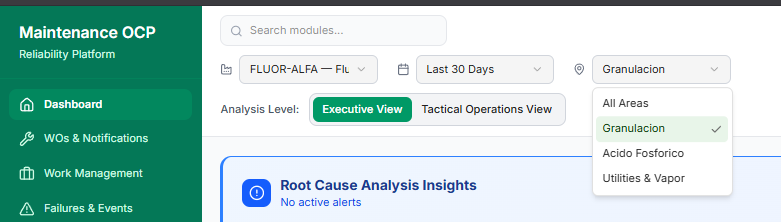 Maintenance OCP
Reliability Platform
Dashboard
WOs & Notifications
Work Management
Failures & Events
Search modules...
FLUOR-ALFA — Flu
Last 30 Days
Granulacion
All Areas
Granulacion
Acido Fosforico
Utilities & Vapor
Analysis Level:
Executive View
Tactical Operations View
Root Cause Analysis Insights
No active alerts